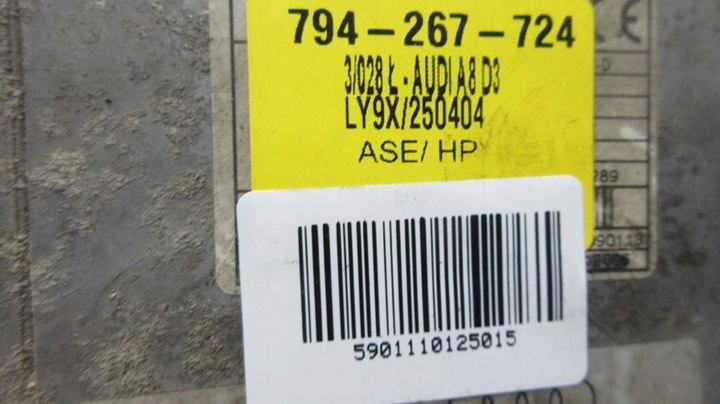 794-267-724
3/028 Ł - AUDI A8 D3
LY9X/250404
ASE/ HP
5901110125015